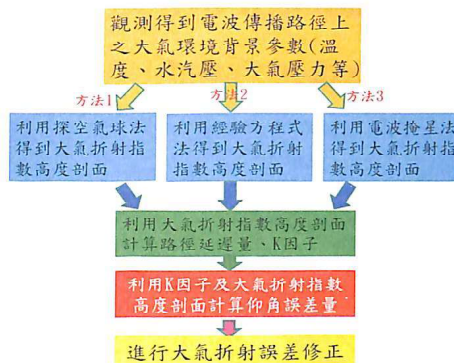 觀測得到電波傳播路徑上
之大氣環境背景參數(溫
度、水汽壓、大氣壓力等)
方法1
方法2
方法3
利用探空氣球法
得到大氣折射指
數高度剖面
利用經驗方程式
法得到大氣折射
指數高度剖面
利用電波掩星法
得到大氣折射指
數高度剖面
利用大氣折射指數高度剖面
計算路徑延遲量、K因子
利用K因子及大氣折射指數
高度剖面計算仰角誤差量
進行大氣折射誤差修正